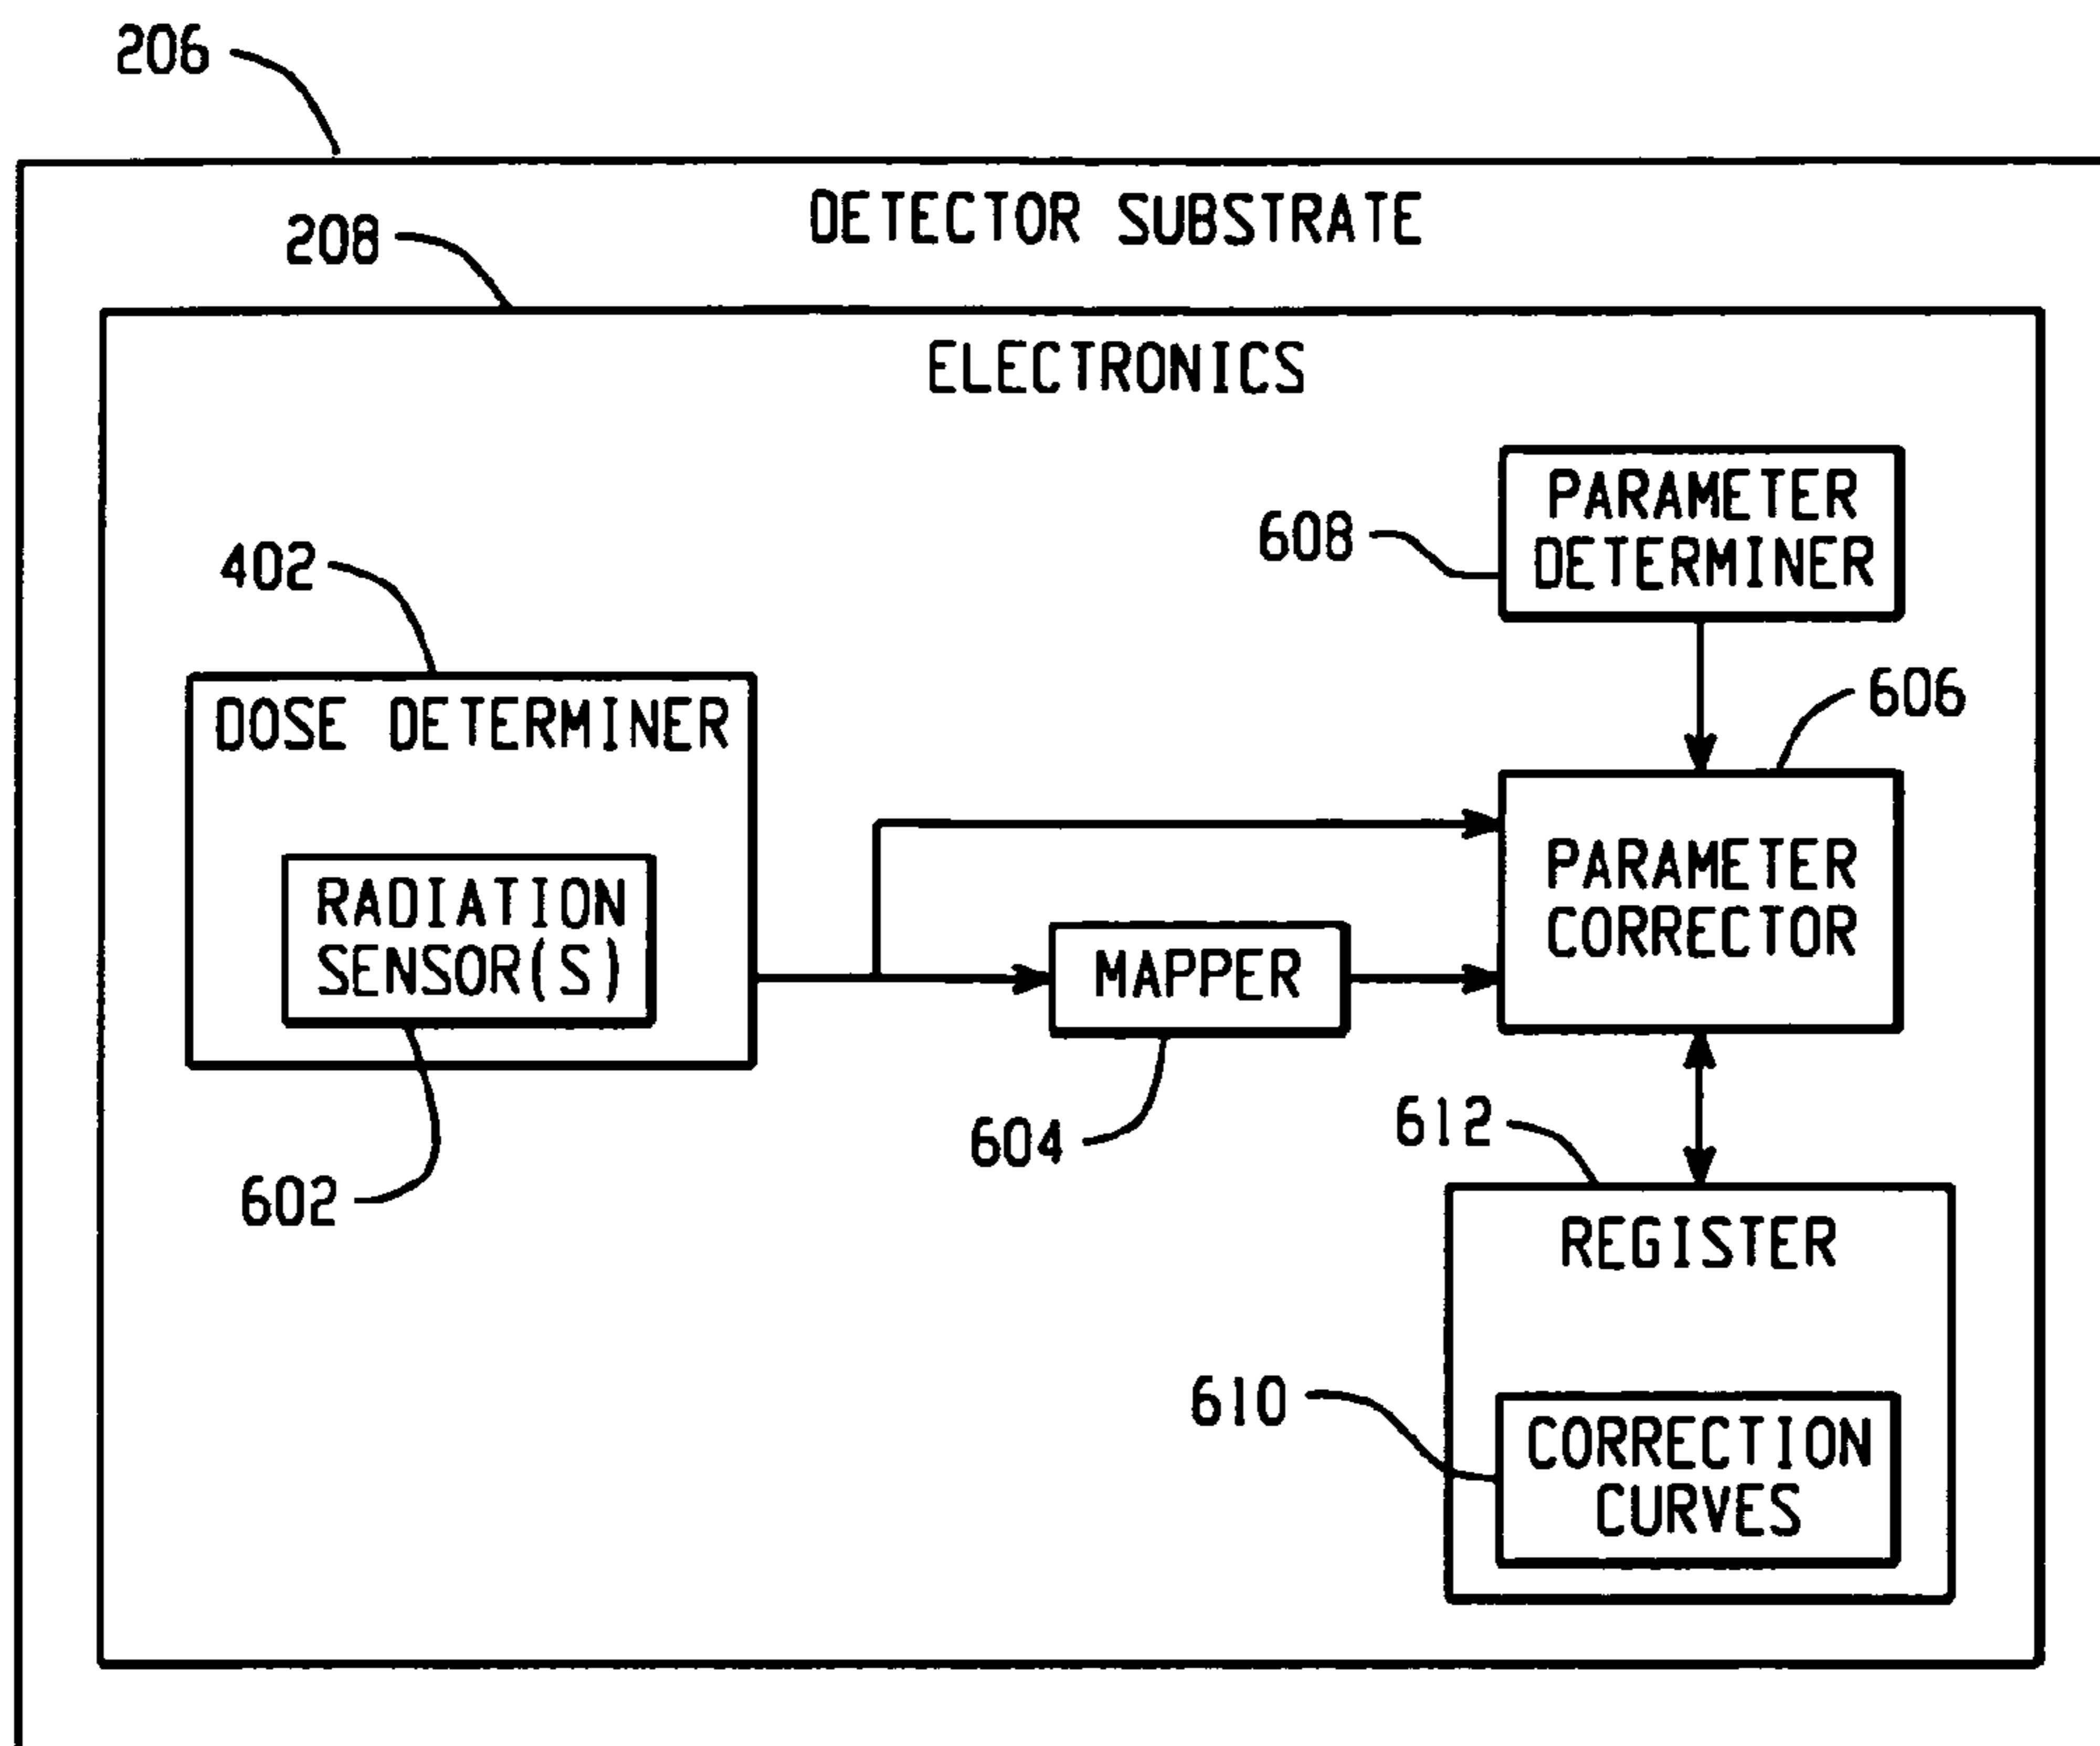 206
DETECTOR SUBSTRATE
208
ELECTRONICS
PARAMETER
DETERMINER
608
402
606
DOSE DETERMINER
PARAMETER
CORRECTOR
RADIATION
SENSOR(S)
MAPPER
604
612
602
REGISTER
610
CORRECTION
CURVES